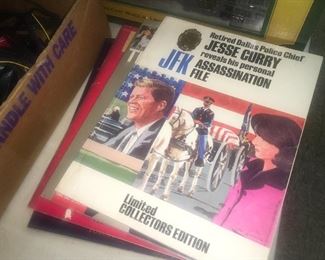 HANDLE WITH CARE
Retired Dallas Police Chief
JESSE CURRY
reveals his personal
JFK ASSASSINATION
FILE
Limited
COLLECTORS EDITION